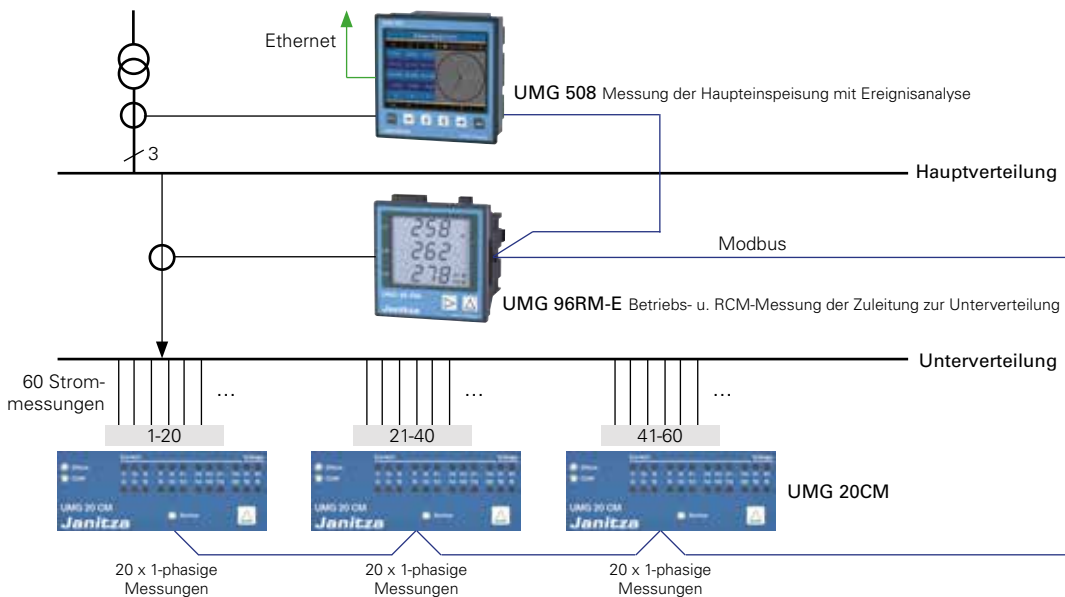 Ethernet
UMG 508 Messung der Haupteinspeisung mit Ereignisanalyse
3
Hauptverteilung
258
262
278
Modbus
Janitza
UMG 96RM-E Betriebs- u. RCM-Messung der Zuleitung zur Unterverteilung
Unterverteilung
60 Strom-
messungen
... ... ...
1-20 21-40 41-60
UMG 20 CM UMG 20 CM UMG 20 CM
Janitza Janitza Janitza
UMG 20CM
20 x 1-phasige
Messungen
20 x 1-phasige
Messungen
20 x 1-phasige
Messungen